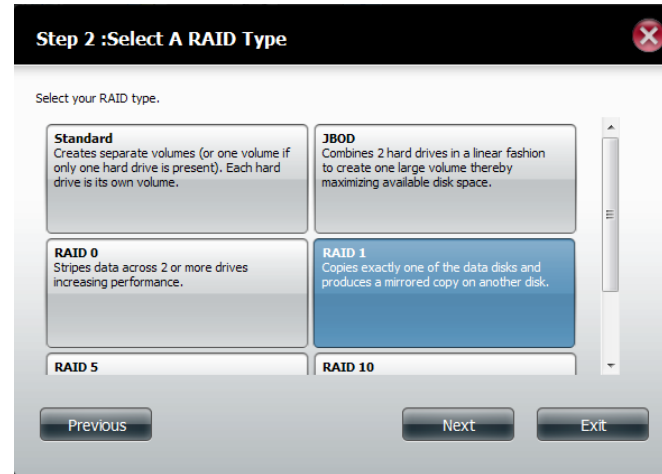 Step 2 :Select A RAID Type
Select your RAID type.
Standard
Creates separate volumes (or one volume if
only one hard drive is present). Each hard
drive is its own volume.
JBOD
Combines 2 hard drives in a linear fashion
to create one large volume thereby
maximizing available disk space.
RAID 0
Stripes data across 2 or more drives
increasing performance.
RAID 1
Copies exactly one of the data disks and
produces a mirrored copy on another disk.
RAID 5
RAID 10
Previous
Next
Exit